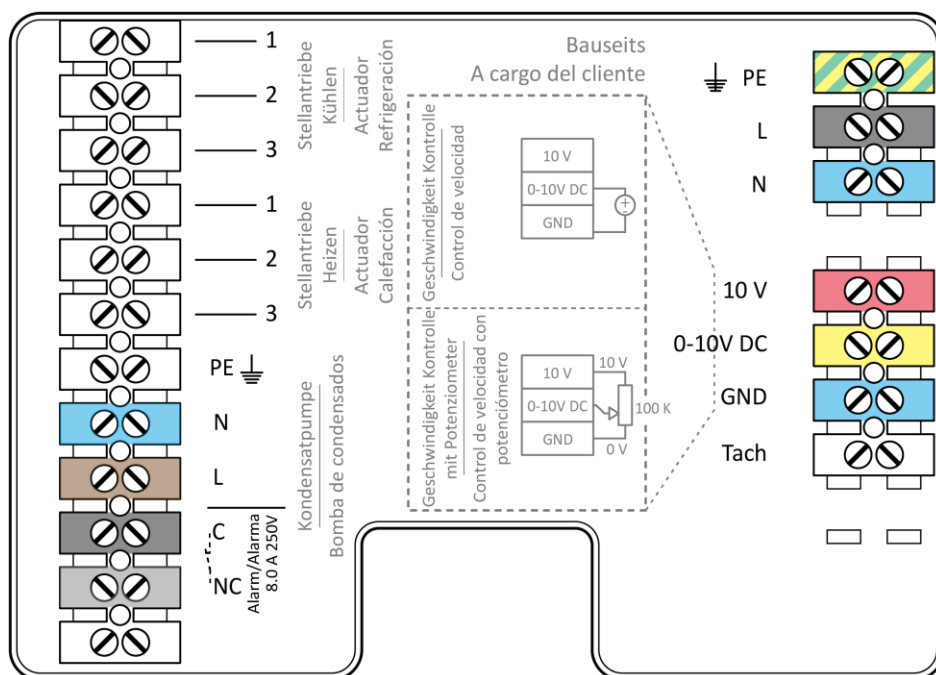 1
2
3
Stellantriebe
Kühlen
Actuador
Refrigeración
1
2
3
Stellantriebe
Heizen
Actuador
Calefacción
PE
N
L
Kondensatpumpe
Bomba de condensados
C
NC
Alarm/Alarma
8.0 A 250V
Bauseits
A cargo del cliente
Geschwindigkeit Kontrolle
Control de velocidad
10 V
0-10V DC
GND
Geschwindigkeit Kontrolle
mit Potenziometer
Control de velocidad con
potenciómetro
10 V
0-10V DC
GND
10 V
100 K
0 V
PE
L
N
10 V
0-10V DC
GND
Tach